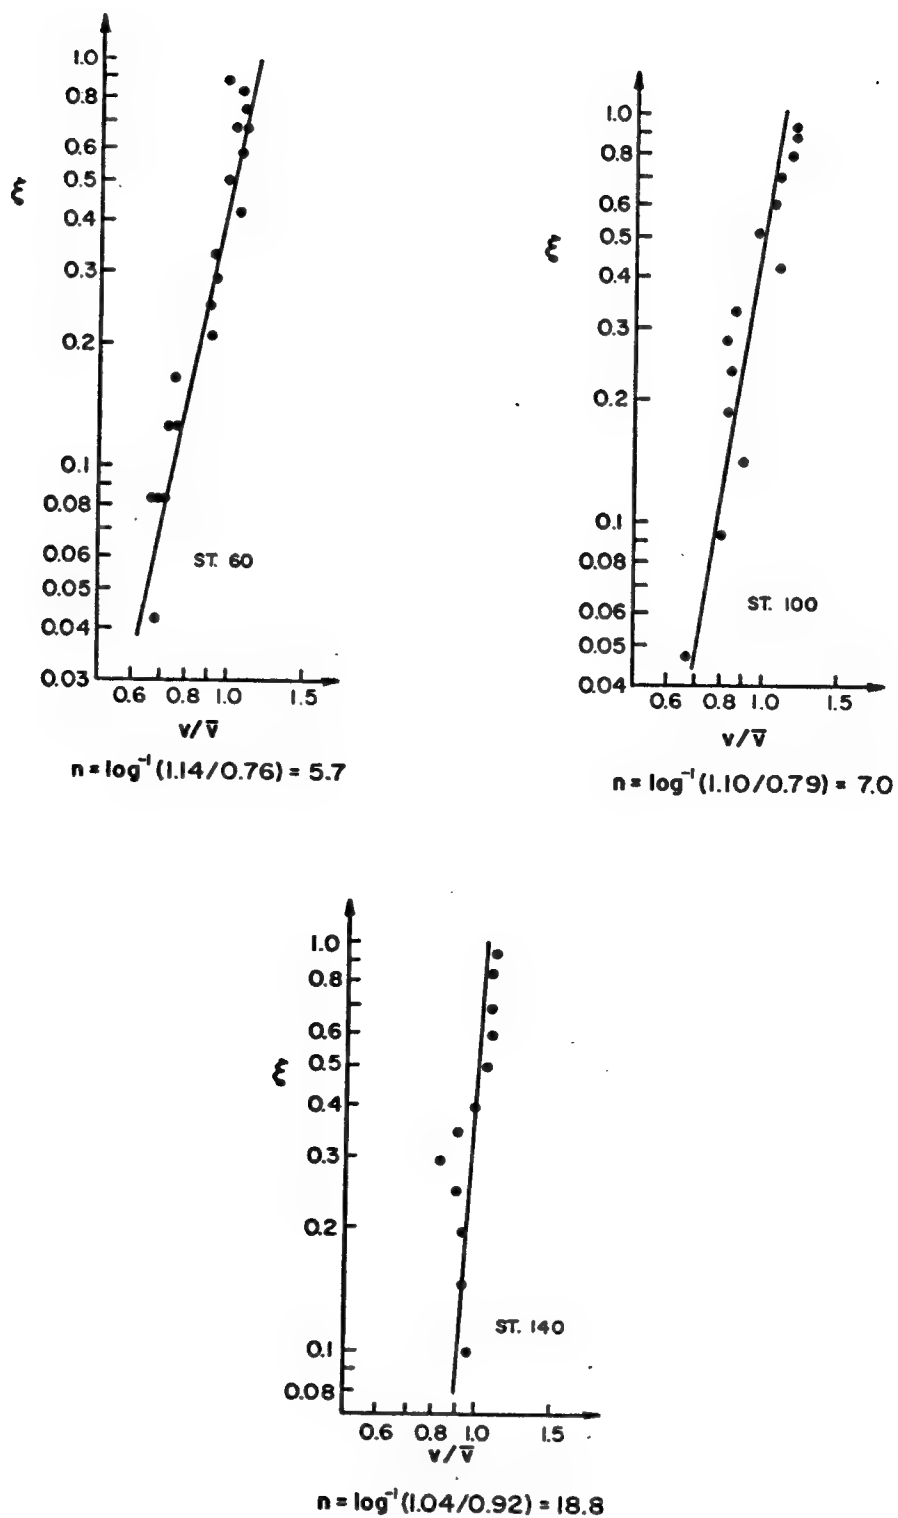 1.0
0.8
0.6
0.5
0.4
0.3
0.2
0.1
0.08
0.06
0.05
0.04
0.03
ξ
ST. 60
0.6 0.8 1.0 1.5
v/v̅
n = log⁻¹(1.14/0.76) = 5.7
1.0
0.8
0.6
0.5
0.4
0.3
0.2
0.1
0.08
0.06
0.05
0.04
ξ
ST. 100
0.6 0.8 1.0 1.5
v/v̅
n = log⁻¹(1.10/0.79) = 7.0
1.0
0.8
0.6
0.5
0.4
0.3
0.2
0.1
0.08
ξ
ST. 140
0.6 0.8 1.0 1.5
v/v̅
n = log⁻¹(1.04/0.92) = 18.8